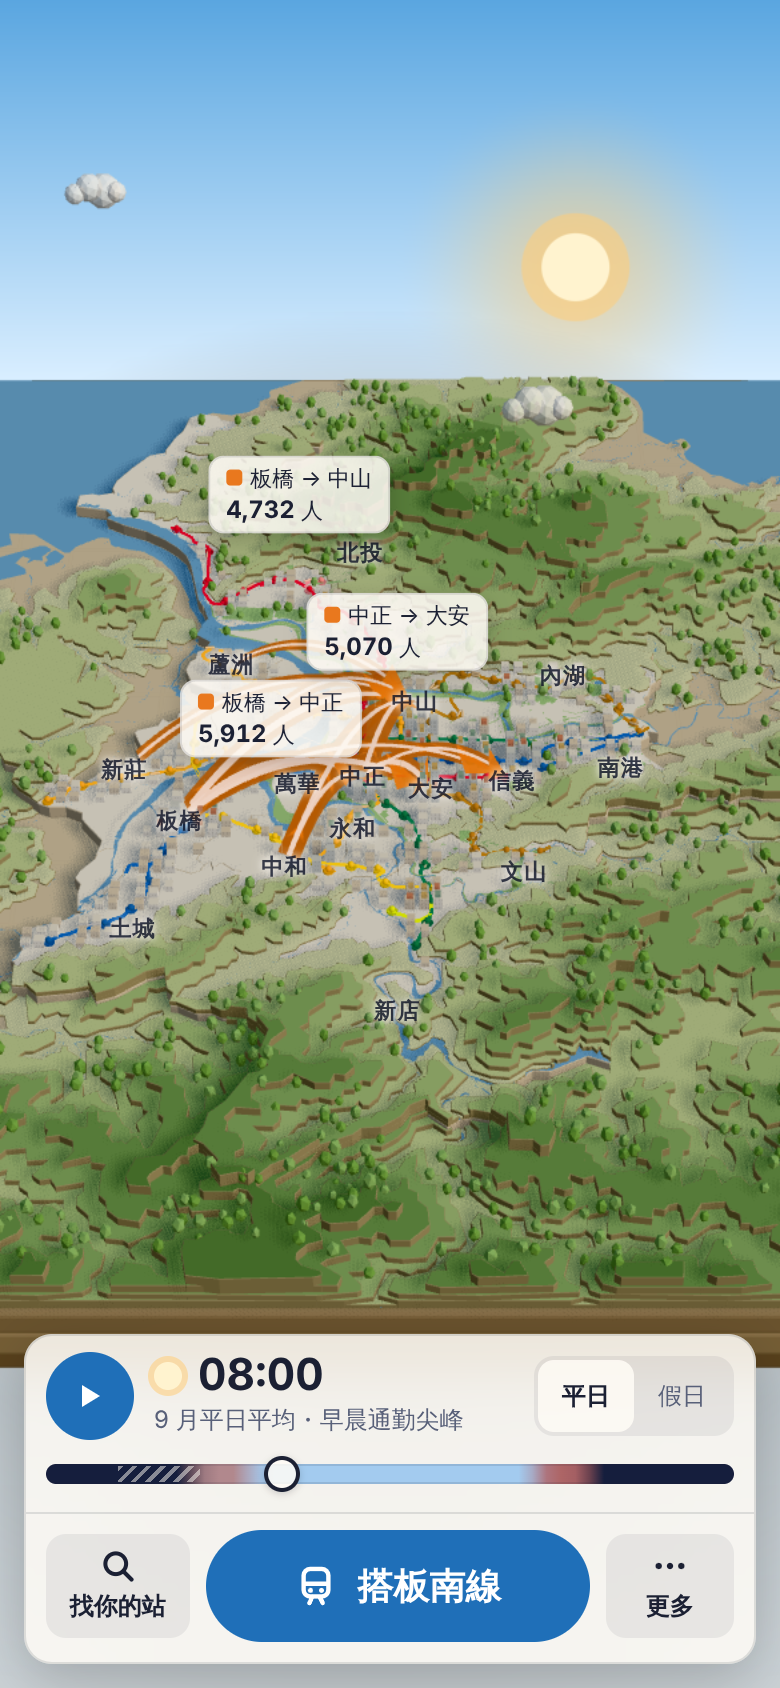 板橋 → 中山
4,732 人
北投
中正 → 大安
5,070 人
蘆洲
內湖
板橋 → 中正
5,912 人
中山
新莊
萬華
中正
大安
信義
南港
板橋
永和
中和
文山
土城
新店
08:00
9 月平日平均・早晨通勤尖峰
平日
假日
找你的站
搭板南線
更多